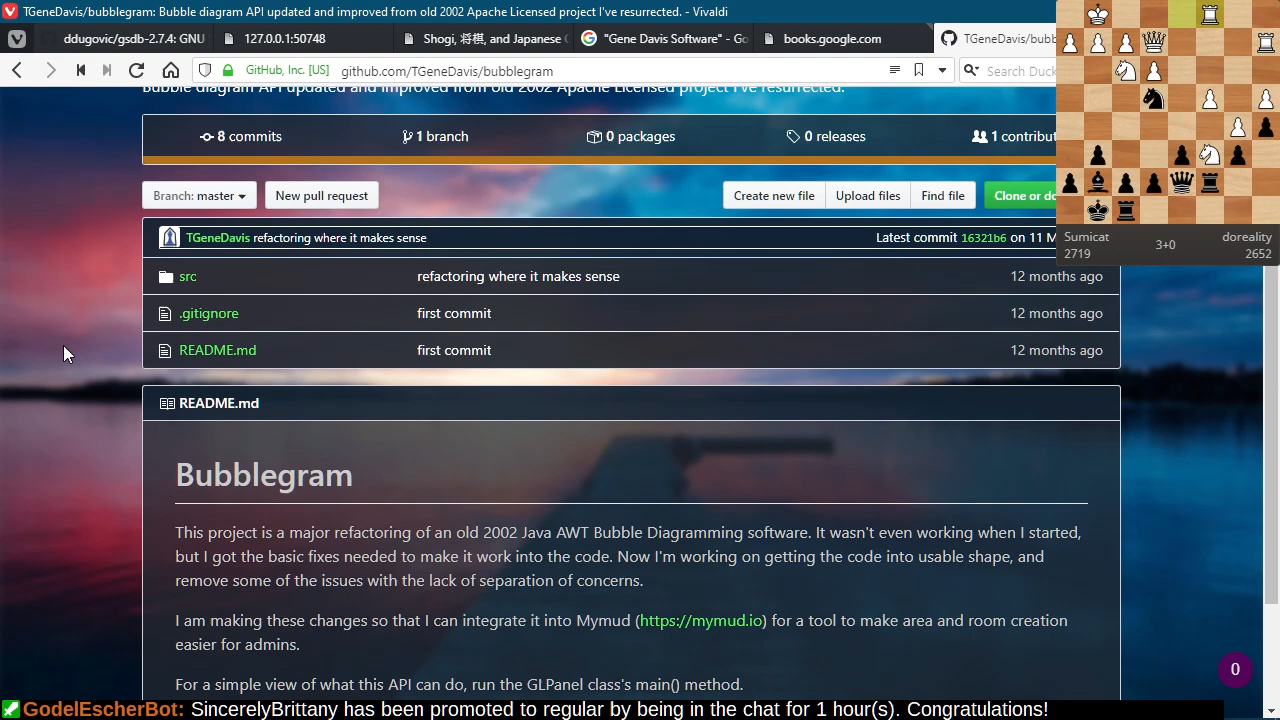 TGeneDavis/bubblegram: Bubble diagram API updated and improved from old 2002 Apache Licensed project I've resurrected. - Vivaldi
ddugovic/gsdb-2.7.4: GNU
127.0.0.1:50748
Shogi, 将棋, and Japanese
"Gene Davis Software" - Go
books.google.com
TGeneDavis/bubb
GitHub, Inc. [US]
github.com/TGeneDavis/bubblegram
Search Duck
Bubble diagram API updated and improved from old 2002 Apache Licensed project I've resurrected.
8 commits
1 branch
0 packages
0 releases
1 contribut
Branch: master
New pull request
Create new file
Upload files
Find file
Clone or do
TGeneDavis refactoring where it makes sense
Latest commit 16321b6 on 11 M
src
refactoring where it makes sense
12 months ago
.gitignore
first commit
12 months ago
README.md
first commit
12 months ago
README.md
Bubblegram
This project is a major refactoring of an old 2002 Java AWT Bubble Diagramming software. It wasn't even working when I started,
but I got the basic fixes needed to make it work into the code. Now I'm working on getting the code into usable shape, and
remove some of the issues with the lack of separation of concerns.
I am making these changes so that I can integrate it into Mymud (https://mymud.io) for a tool to make area and room creation
easier for admins.
For a simple view of what this API can do, run the GLPanel class's main() method.
Sumicat
2719
3+0
doreality
2652
0
GodelEscherBot: SincerelyBrittany has been promoted to regular by being in the chat for 1 hour(s). Congratulations!